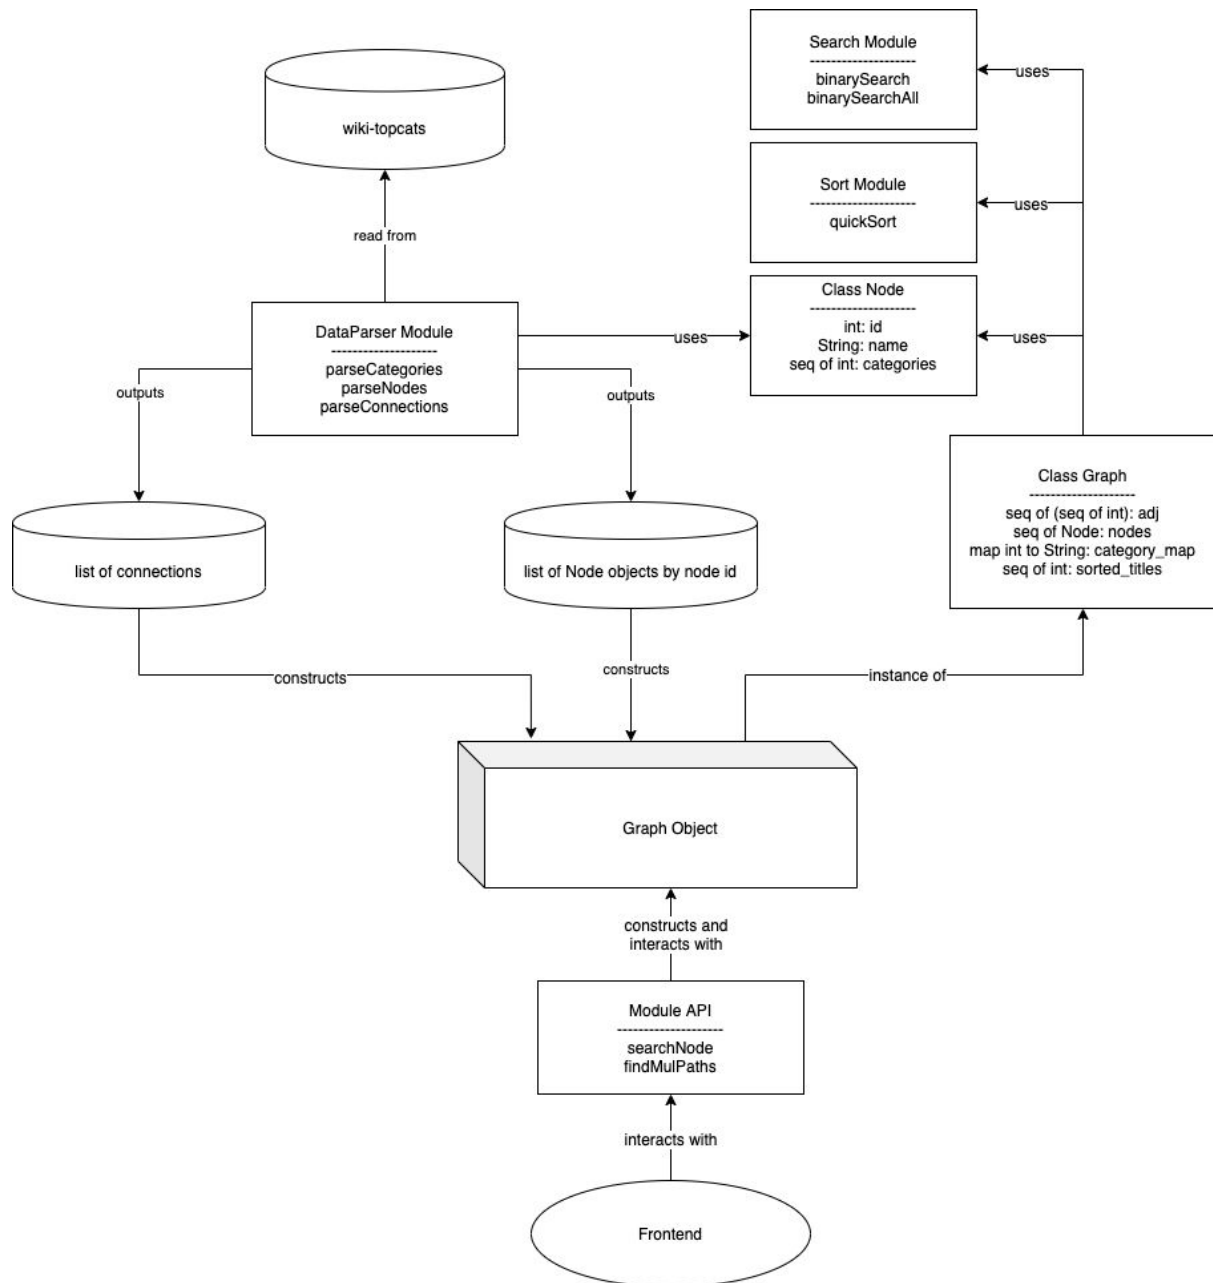 Search Module
---------------------
binarySearch
binarySearchAll
uses
wiki-topcats
Sort Module
---------------------
quickSort
uses
read from
Class Node
---------------------
int: id
String: name
seq of int: categories
uses
uses
DataParser Module
---------------------
parseCategories
parseNodes
parseConnections
outputs
outputs
Class Graph
---------------------
seq of (seq of int): adj
seq of Node: nodes
map int to String: category_map
seq of int: sorted_titles
list of connections
list of Node objects by node id
constructs
constructs
instance of
Graph Object
constructs and
interacts with
Module API
---------------------
searchNode
findMulPaths
interacts with
Frontend